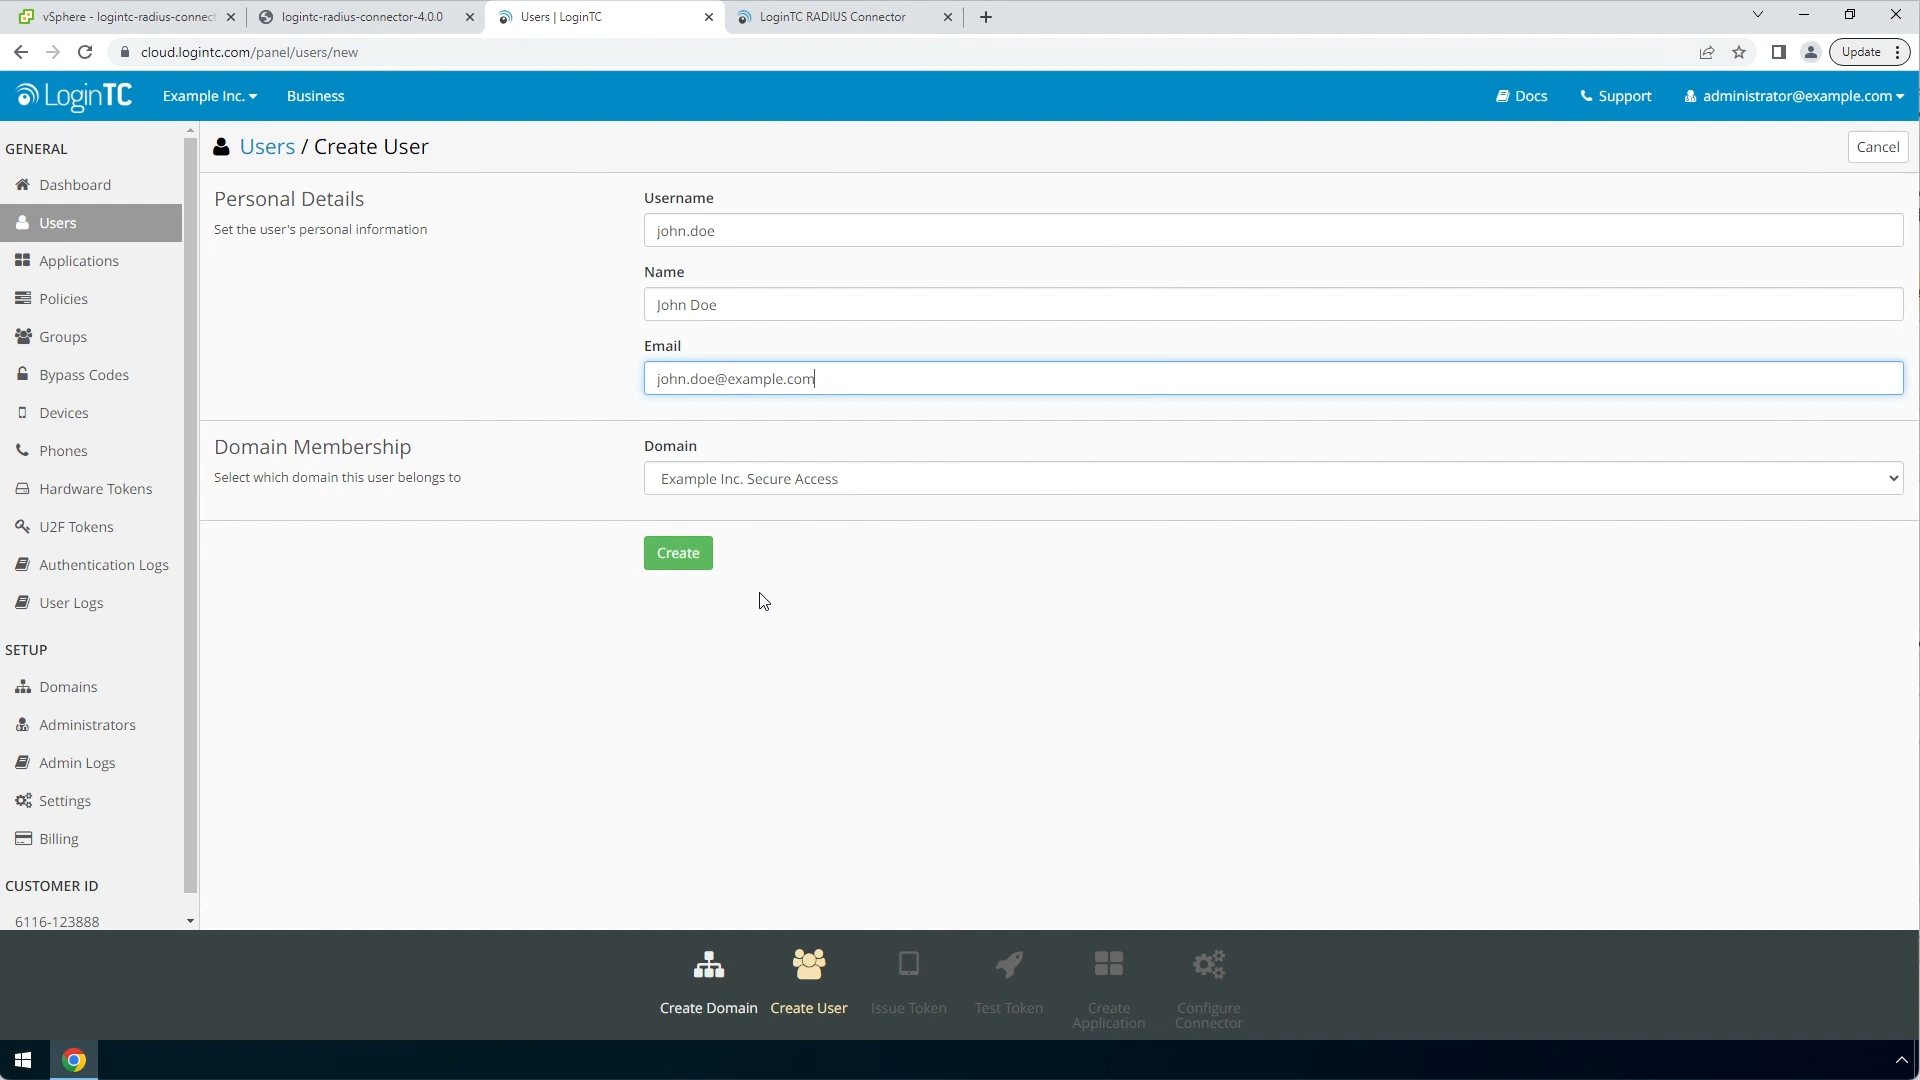 vSphere - logintc-radius-connect
logintc-radius-connector-4.0.0
Users | LoginTC
LoginTC RADIUS Connector
cloud.logintc.com/panel/users/new
Update
LoginTC
Example Inc.
Business
Docs
Support
administrator@example.com
GENERAL
Dashboard
Users
Applications
Policies
Groups
Bypass Codes
Devices
Phones
Hardware Tokens
U2F Tokens
Authentication Logs
User Logs
SETUP
Domains
Administrators
Admin Logs
Settings
Billing
CUSTOMER ID
6116-123888
Users / Create User
Cancel
Personal Details
Set the user's personal information
Username
john.doe
Name
John Doe
Email
john.doe@example.com
Domain Membership
Select which domain this user belongs to
Domain
Example Inc. Secure Access
Create
Create Domain
Create User
Issue Token
Test Token
Create
Application
Configure
Connector